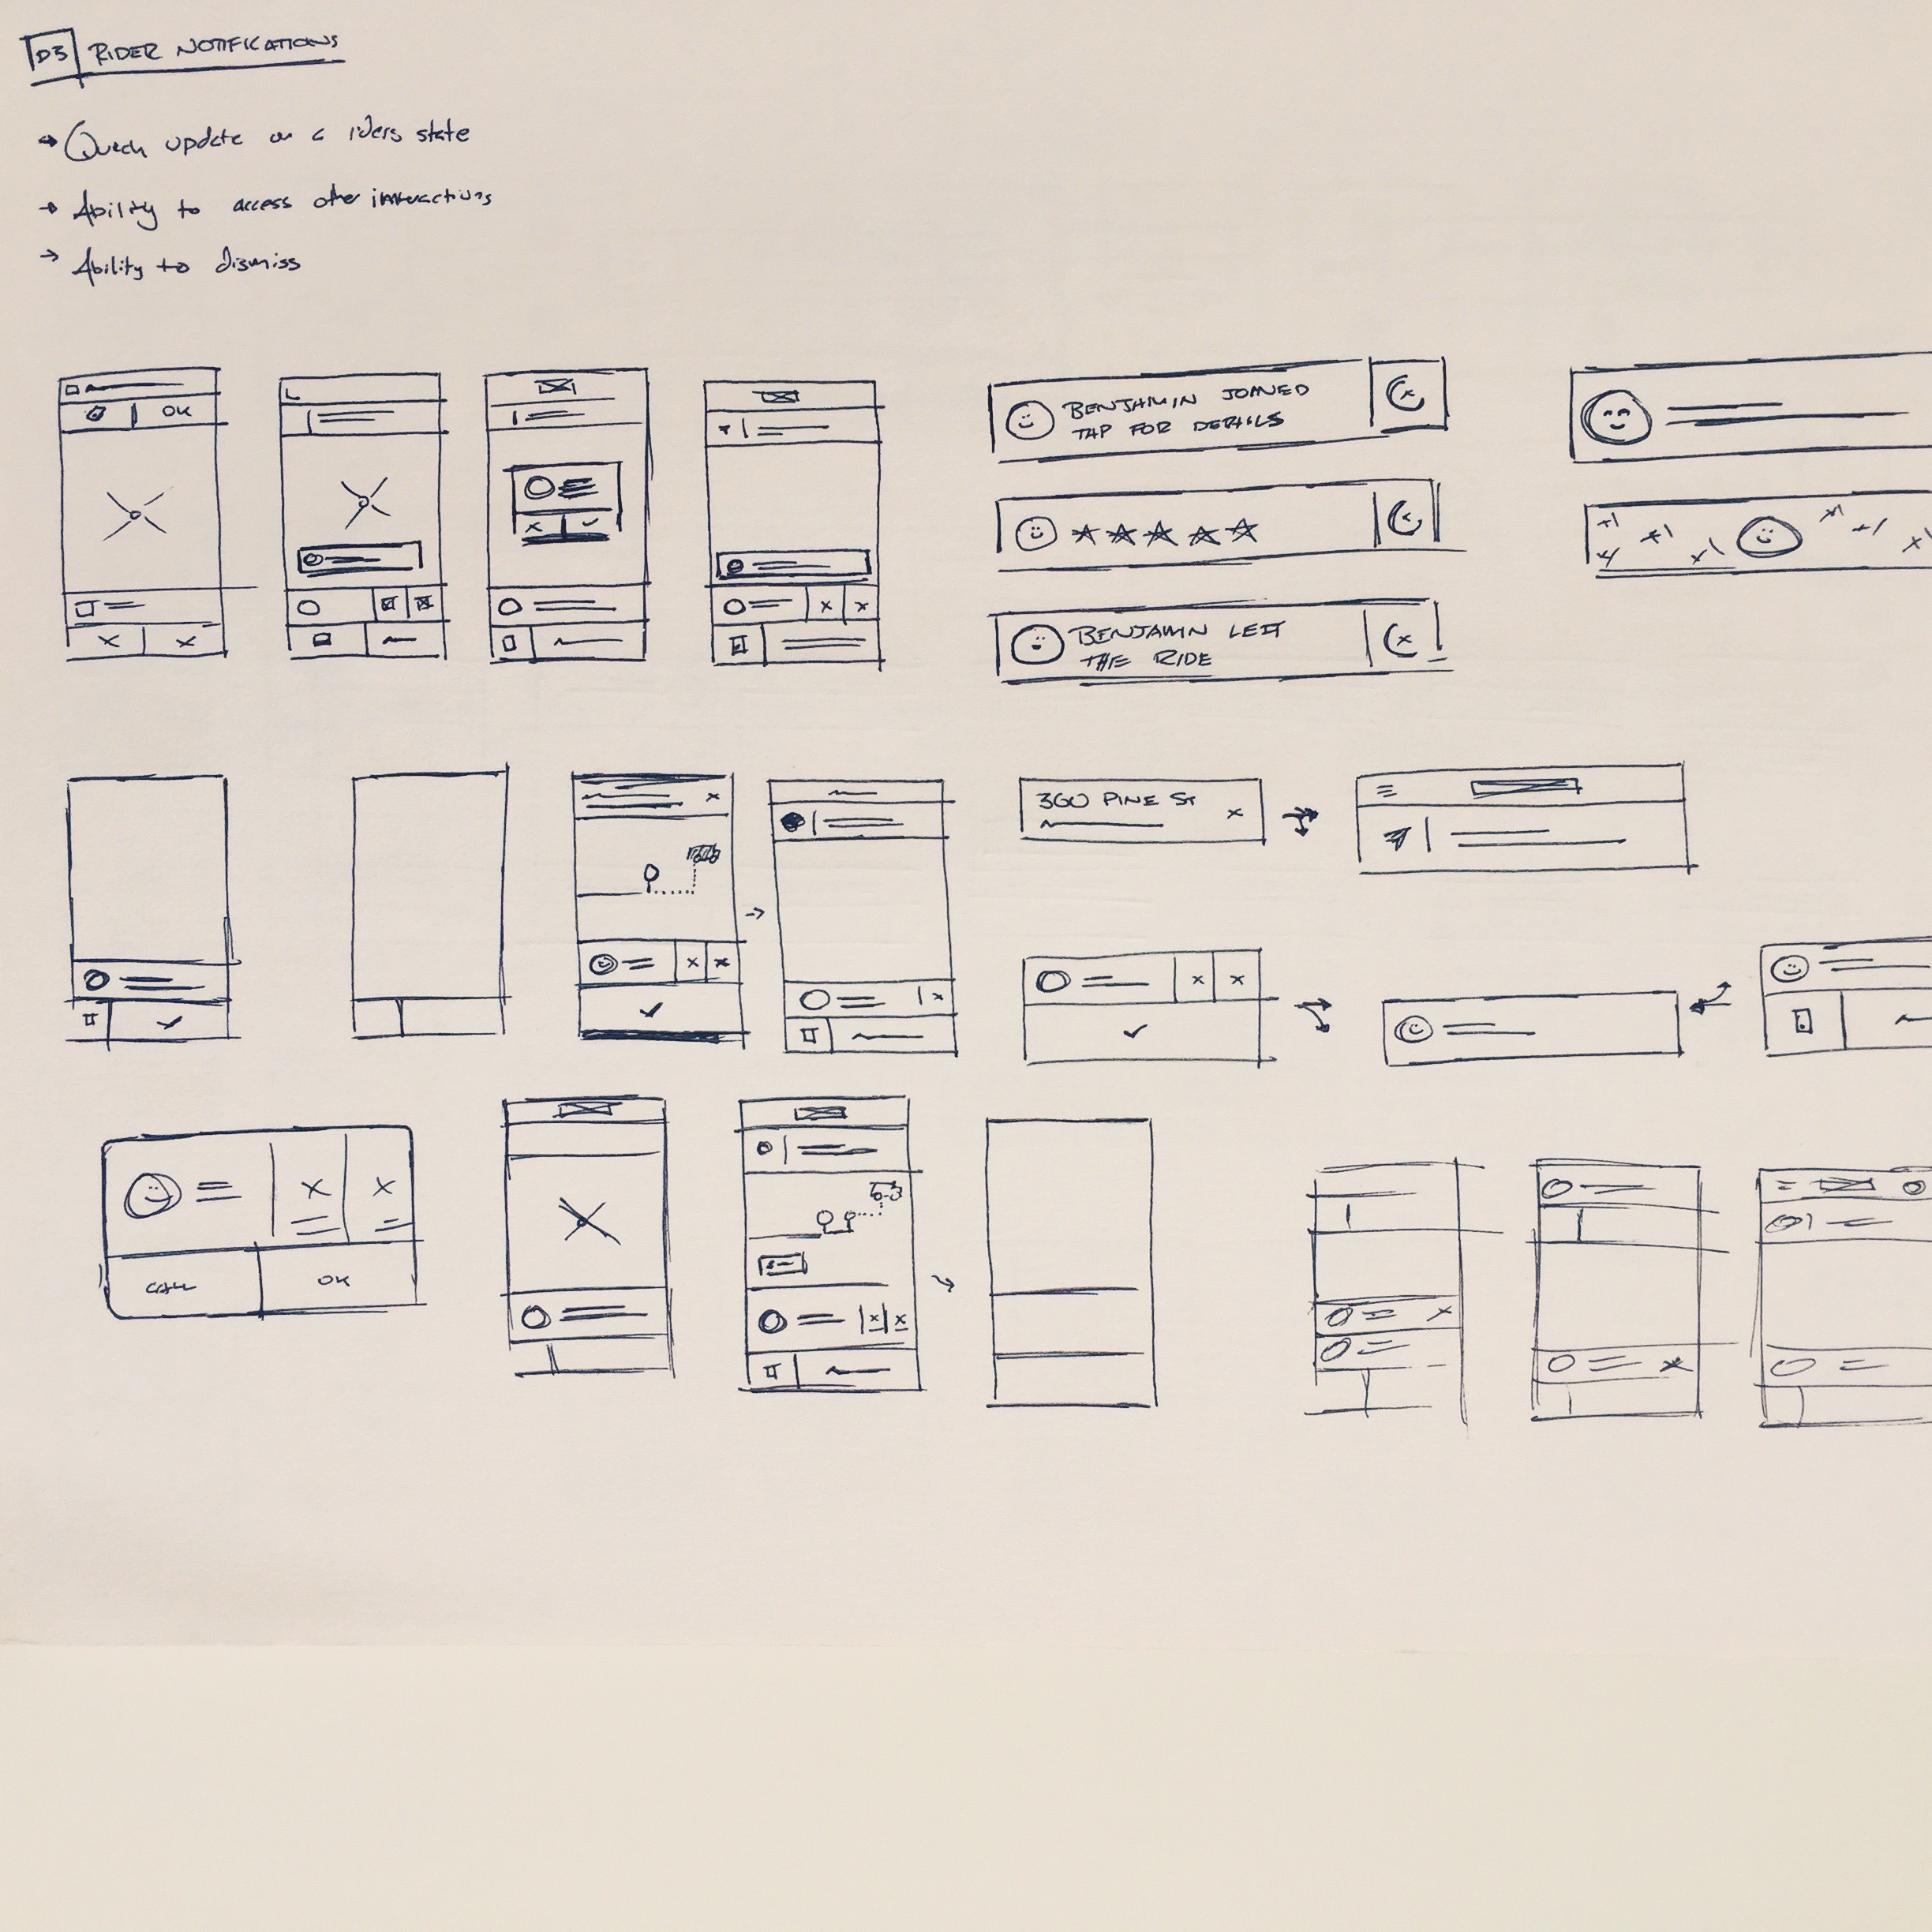 D3 RIDER NOTIFICATIONS
→ Quick update on a riders state
→ Ability to access other interactions
→ Ability to dismiss
OK
BENJAMIN JOINED
TAP FOR DETAILS
BENJAMIN LEFT
THE RIDE
360 PINE ST
CALL
OK